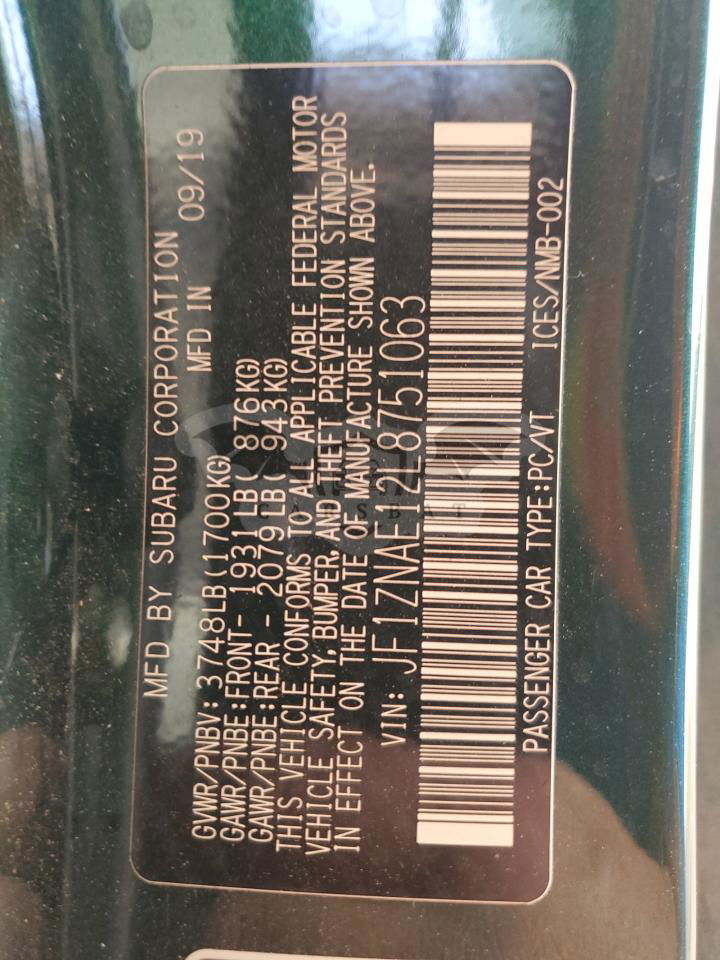 MFD BY SUBARU CORPORATION
MFD IN 09/19
GVWR/PNBV: 3748LB(1700KG)
GAWR/PNBE:FRONT- 1931LB( 876KG)
GAWR/PNBE:REAR - 2079LB( 943KG)
THIS VEHICLE CONFORMS TO ALL APPLICABLE FEDERAL MOTOR
VEHICLE SAFETY, BUMPER, AND THEFT PREVENTION STANDARDS
IN EFFECT ON THE DATE OF MANUFACTURE SHOWN ABOVE.
VIN: JF1ZNAE12L8751063
PASSENGER CAR TYPE:PC/VT ICES/NMB-002
CARSBAT